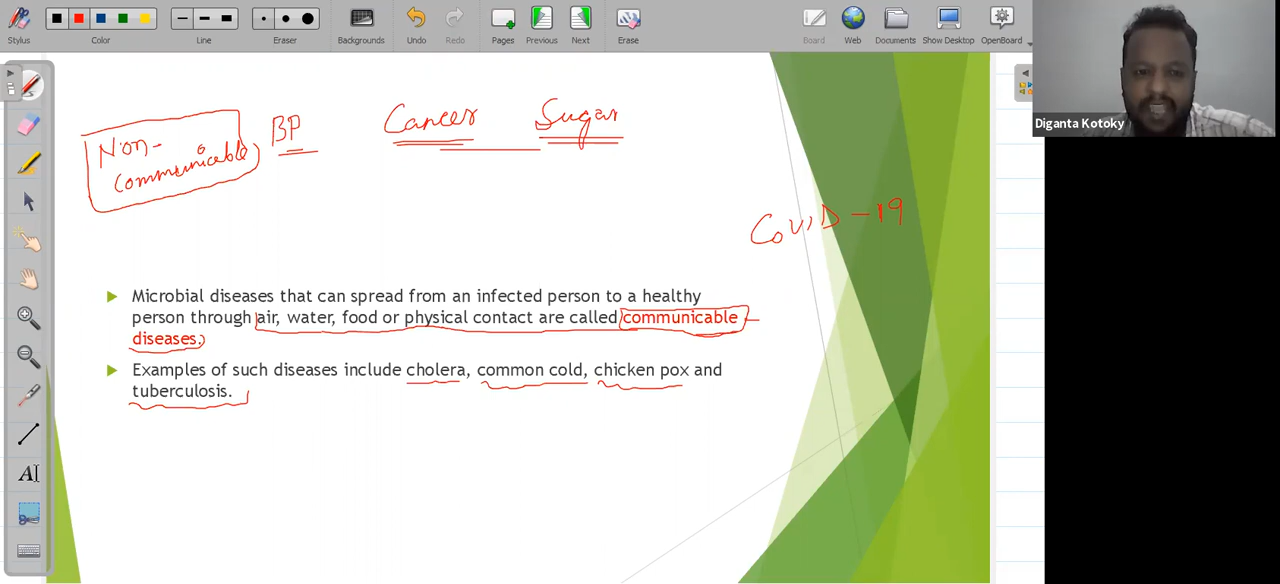 Stylus
Color
Line
Eraser
Backgrounds
Undo
Redo
Pages
Previous
Next
Erase
Board
Web
Documents
Show Desktop
OpenBoard
Diganta Kotoky
Non-
communicable
BP
Cancer
Sugar
CoViD-19
Microbial diseases that can spread from an infected person to a healthy
person through air, water, food or physical contact are called communicable
diseases.
Examples of such diseases include cholera, common cold, chicken pox and
tuberculosis.